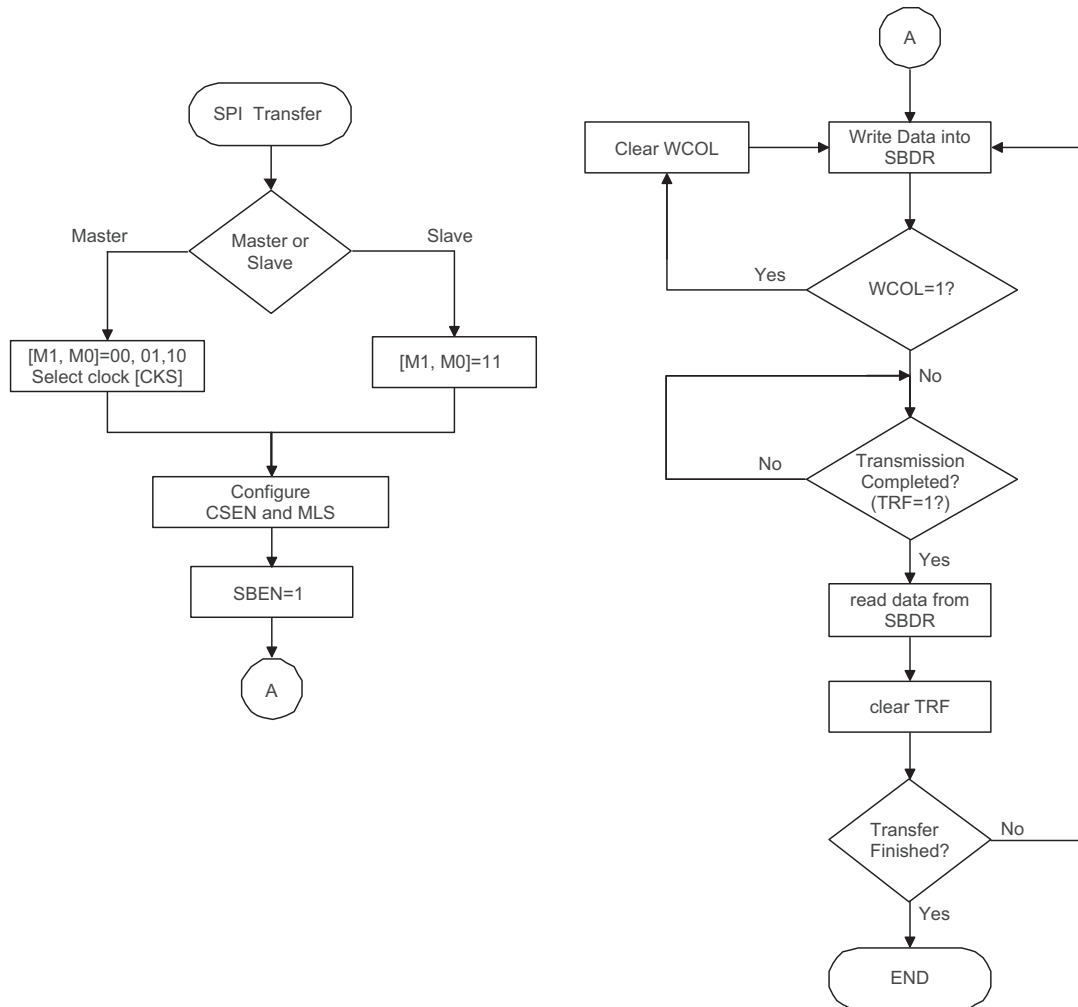 SPI Transfer
Master or
Slave
Master
Slave
[M1, M0]=00, 01,10
Select clock [CKS]
[M1, M0]=11
Configure
CSEN and MLS
SBEN=1
A
A
Write Data into
SBDR
Clear WCOL
WCOL=1?
Yes
No
Transmission
Completed?
(TRF=1?)
No
Yes
read data from
SBDR
clear TRF
Transfer
Finished?
No
Yes
END